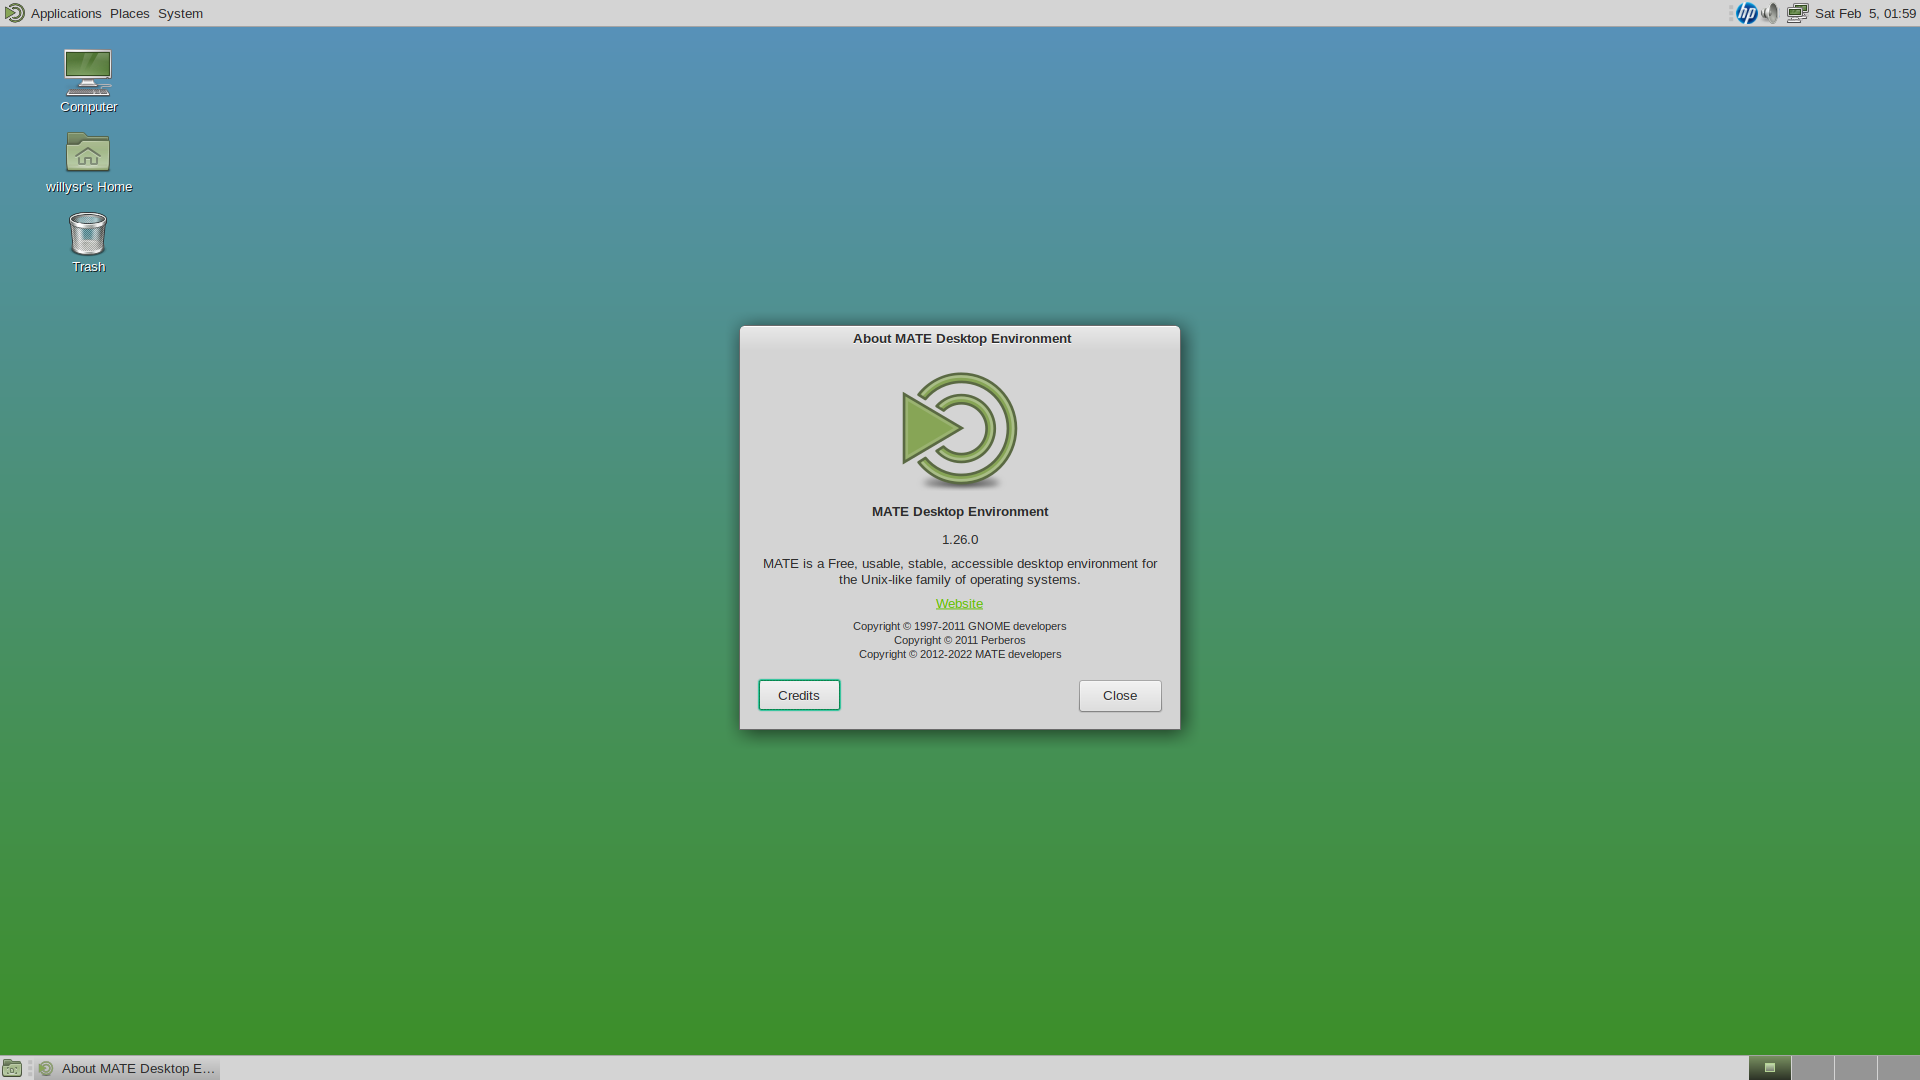 Applications Places System
hp
Sat Feb  5, 01:59
Computer
willysr's Home
Trash
About MATE Desktop Environment
MATE Desktop Environment
1.26.0
MATE is a Free, usable, stable, accessible desktop environment for
the Unix-like family of operating systems.
Website
Copyright © 1997-2011 GNOME developers
Copyright © 2011 Perberos
Copyright © 2012-2022 MATE developers
Credits
Close
About MATE Desktop E…